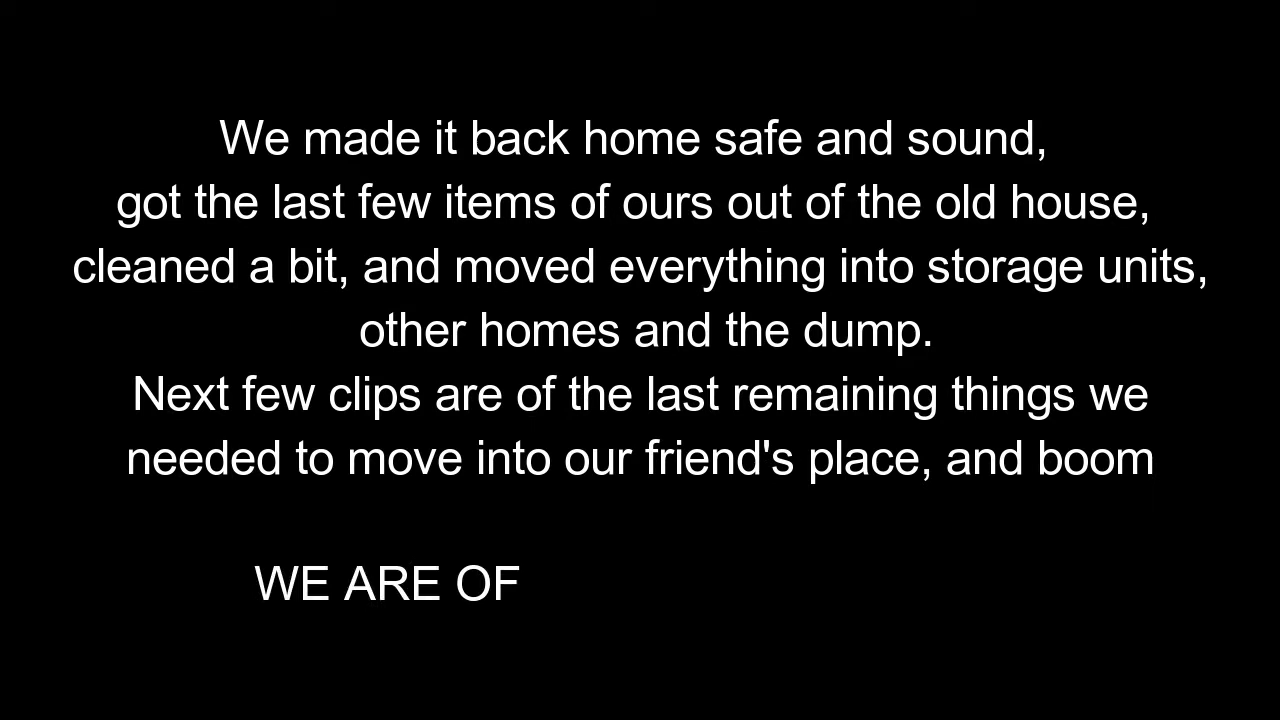 We made it back home safe and sound,
got the last few items of ours out of the old house,
cleaned a bit, and moved everything into storage units,
other homes and the dump.
Next few clips are of the last remaining things we
needed to move into our friend's place, and boom
WE ARE OF